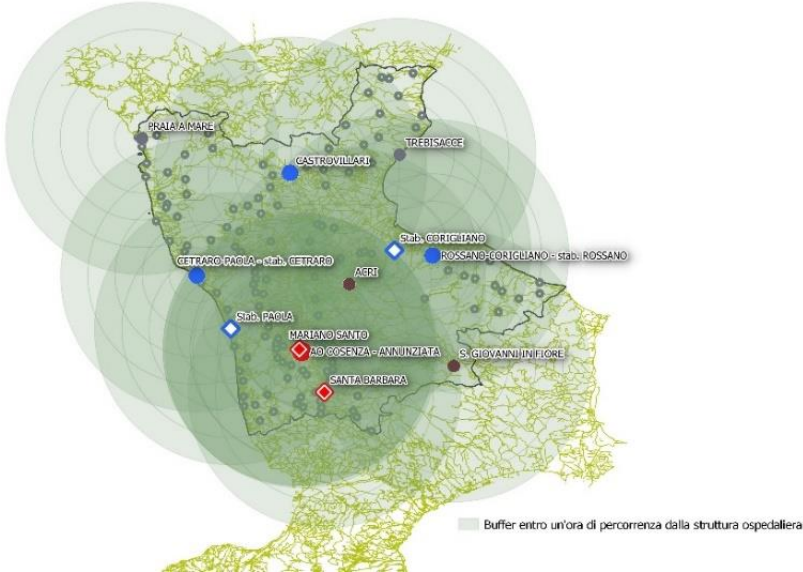 PRAIA A MARE
TREBISACCE
CASTROVILLARI
Stab. CORIGLIANO
ROSSANO-CORIGLIANO - stab. ROSSANO
CETRARO PAOLA - stab. CETRARO
ACRI
Stab. PAOLA
MARIANO SANTO
AO COSENZA - ANNUNZIATA
S. GIOVANNI IN FIORE
SANTA BARBARA
Buffer entro un'ora di percorrenza dalla struttura ospedaliera